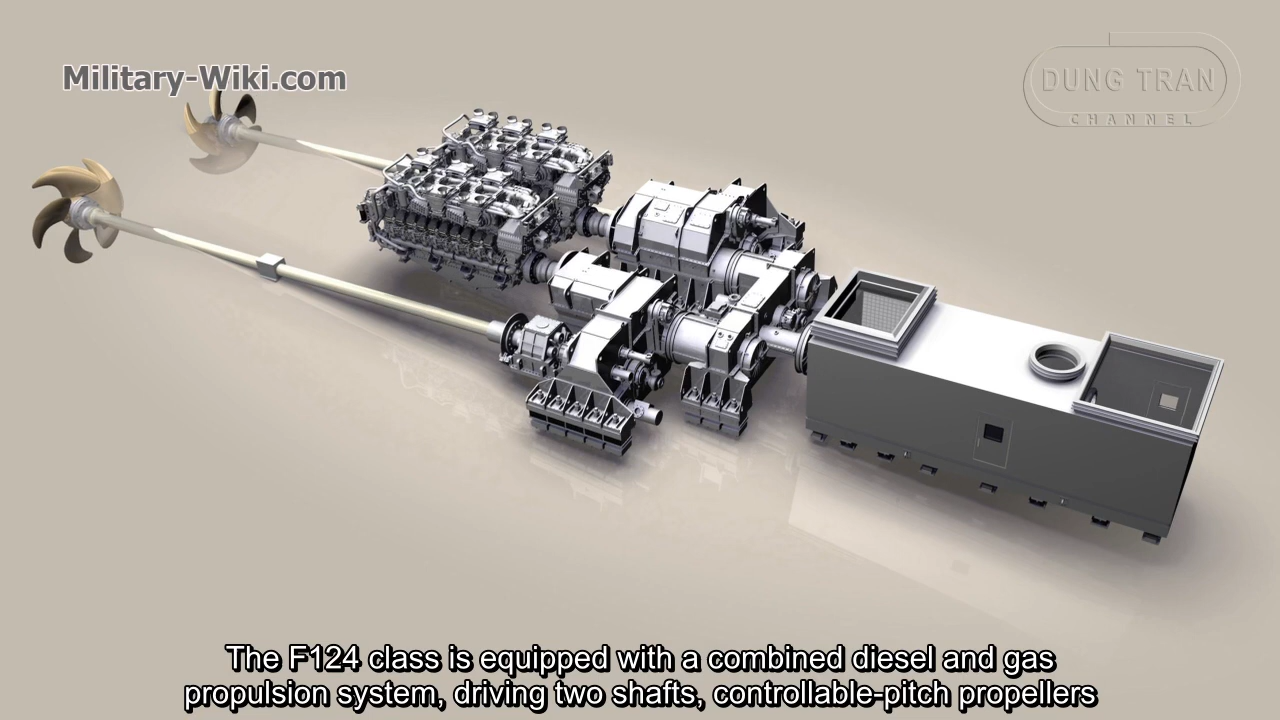 Military-Wiki.com
DUNG TRAN
CHANNEL
The F124 class is equipped with a combined diesel and gas
propulsion system, driving two shafts, controllable-pitch propellers